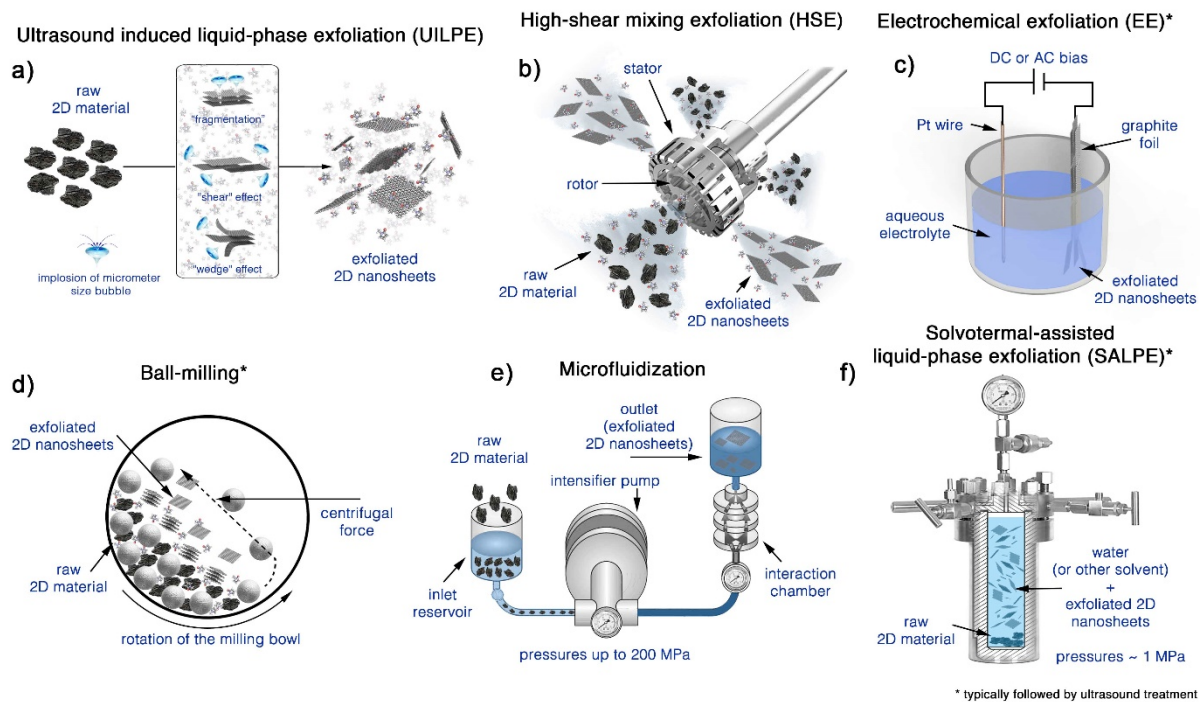 Ultrasound induced liquid-phase exfoliation (UILPE)
a)
raw
2D material
"fragmentation"
"shear" effect
"wedge" effect
implosion of micrometer
size bubble
exfoliated
2D nanosheets
High-shear mixing exfoliation (HSE)
b)
stator
rotor
raw
2D material
exfoliated
2D nanosheets
Electrochemical exfoliation (EE)*
c)
DC or AC bias
Pt wire
graphite
foil
aqueous
electrolyte
exfoliated
2D nanosheets
d)
Ball-milling*
exfoliated
2D nanosheets
centrifugal
force
raw
2D material
rotation of the milling bowl
e)
Microfluidization
raw
2D material
outlet
(exfoliated
2D nanosheets)
intensifier pump
inlet
reservoir
interaction
chamber
pressures up to 200 MPa
Solvotermal-assisted
liquid-phase exfoliation (SALPE)*
f)
water
(or other solvent)
+
exfoliated 2D
nanosheets
raw
2D material
pressures ~ 1 MPa
* typically followed by ultrasound treatment